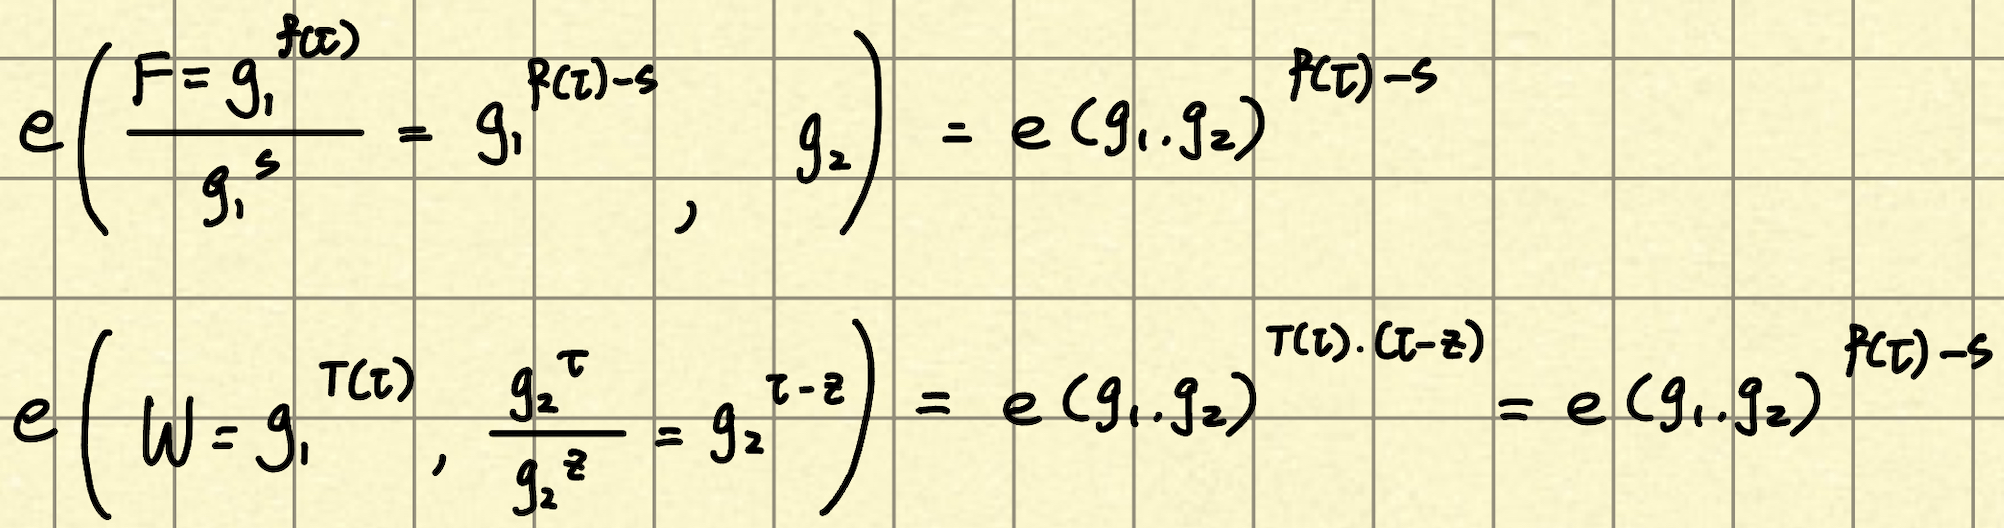 e( F = g₁^f(τ) / g₁^s = g₁^f(τ)-s , g₂ ) = e(g₁.g₂)^f(τ)-s
e( W = g₁^T(τ) , g₂^τ / g₂^z = g₂^τ-z ) = e(g₁.g₂)^T(τ)·(τ-z) = e(g₁.g₂)^f(τ)-s